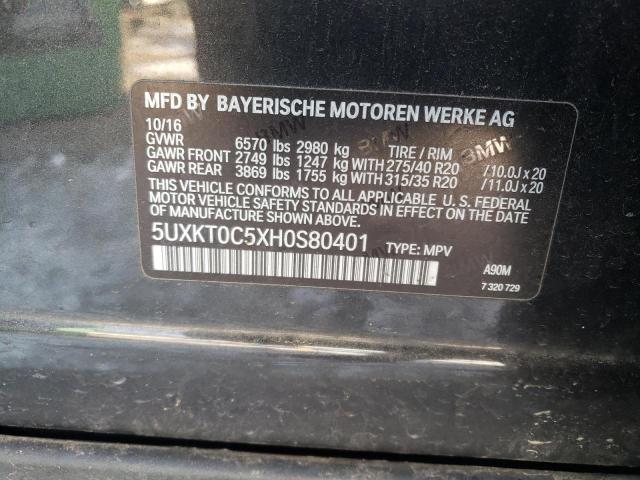 MFD BY BAYERISCHE MOTOREN WERKE AG
10/16
GVWR 6570 lbs 2980 kg TIRE / RIM
GAWR FRONT 2749 lbs 1247 kg WITH 275/40 R20 /10.0J x 20
GAWR REAR 3869 lbs 1755 kg WITH 315/35 R20 /11.0J x 20
THIS VEHICLE CONFORMS TO ALL APPLICABLE U. S. FEDERAL
MOTOR VEHICLE SAFETY STANDARDS IN EFFECT ON THE DATE OF
MANUFACTURE SHOWN ABOVE.
5UXKT0C5XH0S80401 TYPE: MPV
A90M
7 320 729
BMW
BMW
BMW